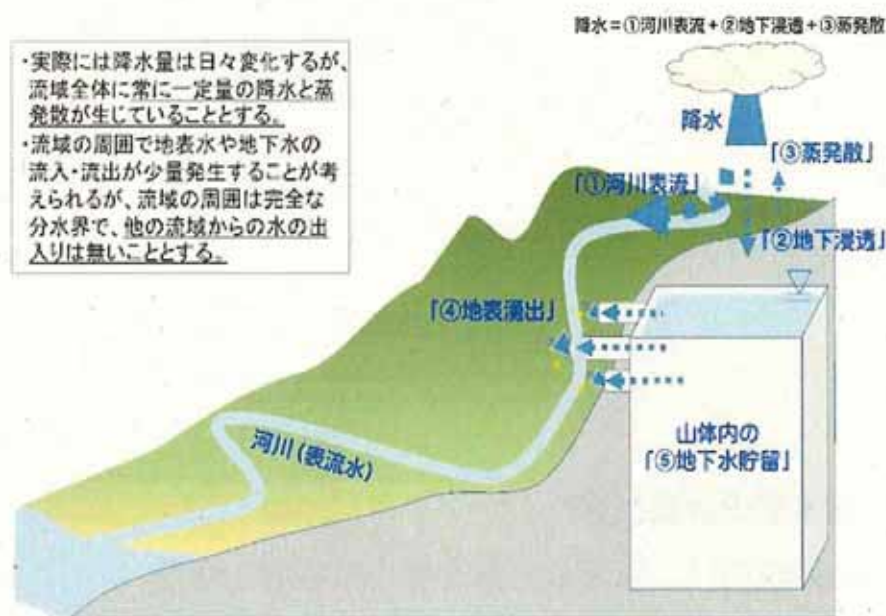 降水=①河川表流+②地下浸透+③蒸発散
・実際には降水量は日々変化するが、
流域全体に常に一定量の降水と蒸
発散が生じていることとする。
・流域の周囲で地表水や地下水の
流入・流出が少量発生することが考
えられるが、流域の周囲は完全な
分水界で、他の流域からの水の出
入りは無いこととする。
降水
「③蒸発散」
「①河川表流」
「②地下浸透」
「④地表湧出」
河川(表流水)
山体内の
「⑤地下水貯留」